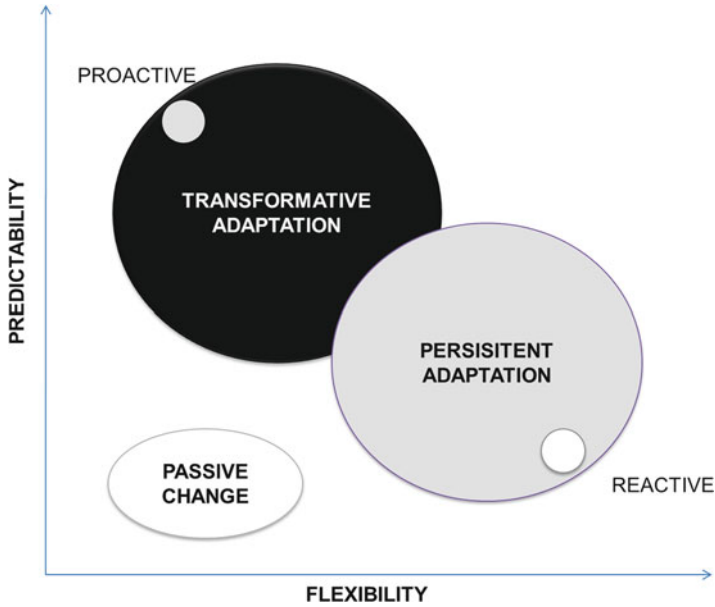 PROACTIVE
TRANSFORMATIVE
ADAPTATION
PREDICTABILITY
PERSISITENT
ADAPTATION
PASSIVE
CHANGE
REACTIVE
FLEXIBILITY